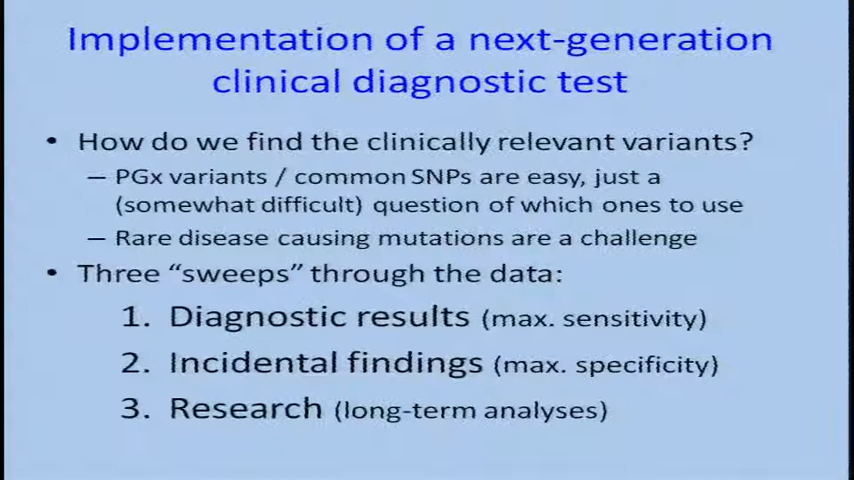 Implementation of a next-generation
clinical diagnostic test
• How do we find the clinically relevant variants?
– PGx variants / common SNPs are easy, just a
(somewhat difficult) question of which ones to use
– Rare disease causing mutations are a challenge
• Three “sweeps” through the data:
1. Diagnostic results (max. sensitivity)
2. Incidental findings (max. specificity)
3. Research (long-term analyses)